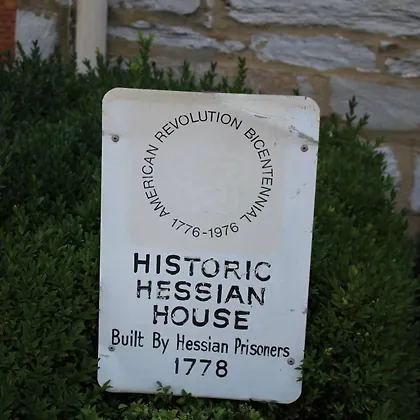 AMERICAN REVOLUTION BICENTENNIAL
1776-1976
HISTORIC
HESSIAN
HOUSE
Built By Hessian Prisoners
1778